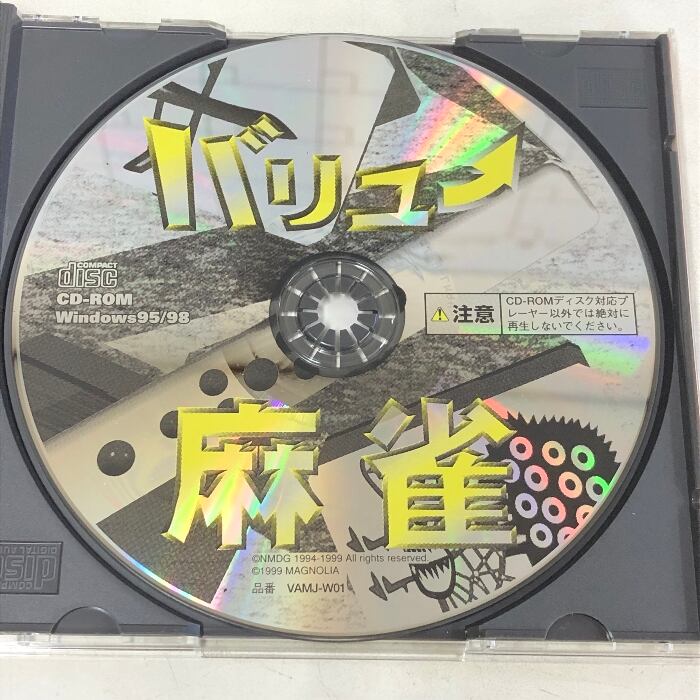 バリュー
COMPACT
disc
CD-ROM
Windows95/98
注意
CD-ROMディスク対応プ
レーヤー以外では絶対に
再生しないでください。
麻雀
©NMDG 1994-1999 All rights reserved.
©1999 MAGNOLIA
品番 VAMJ-W01